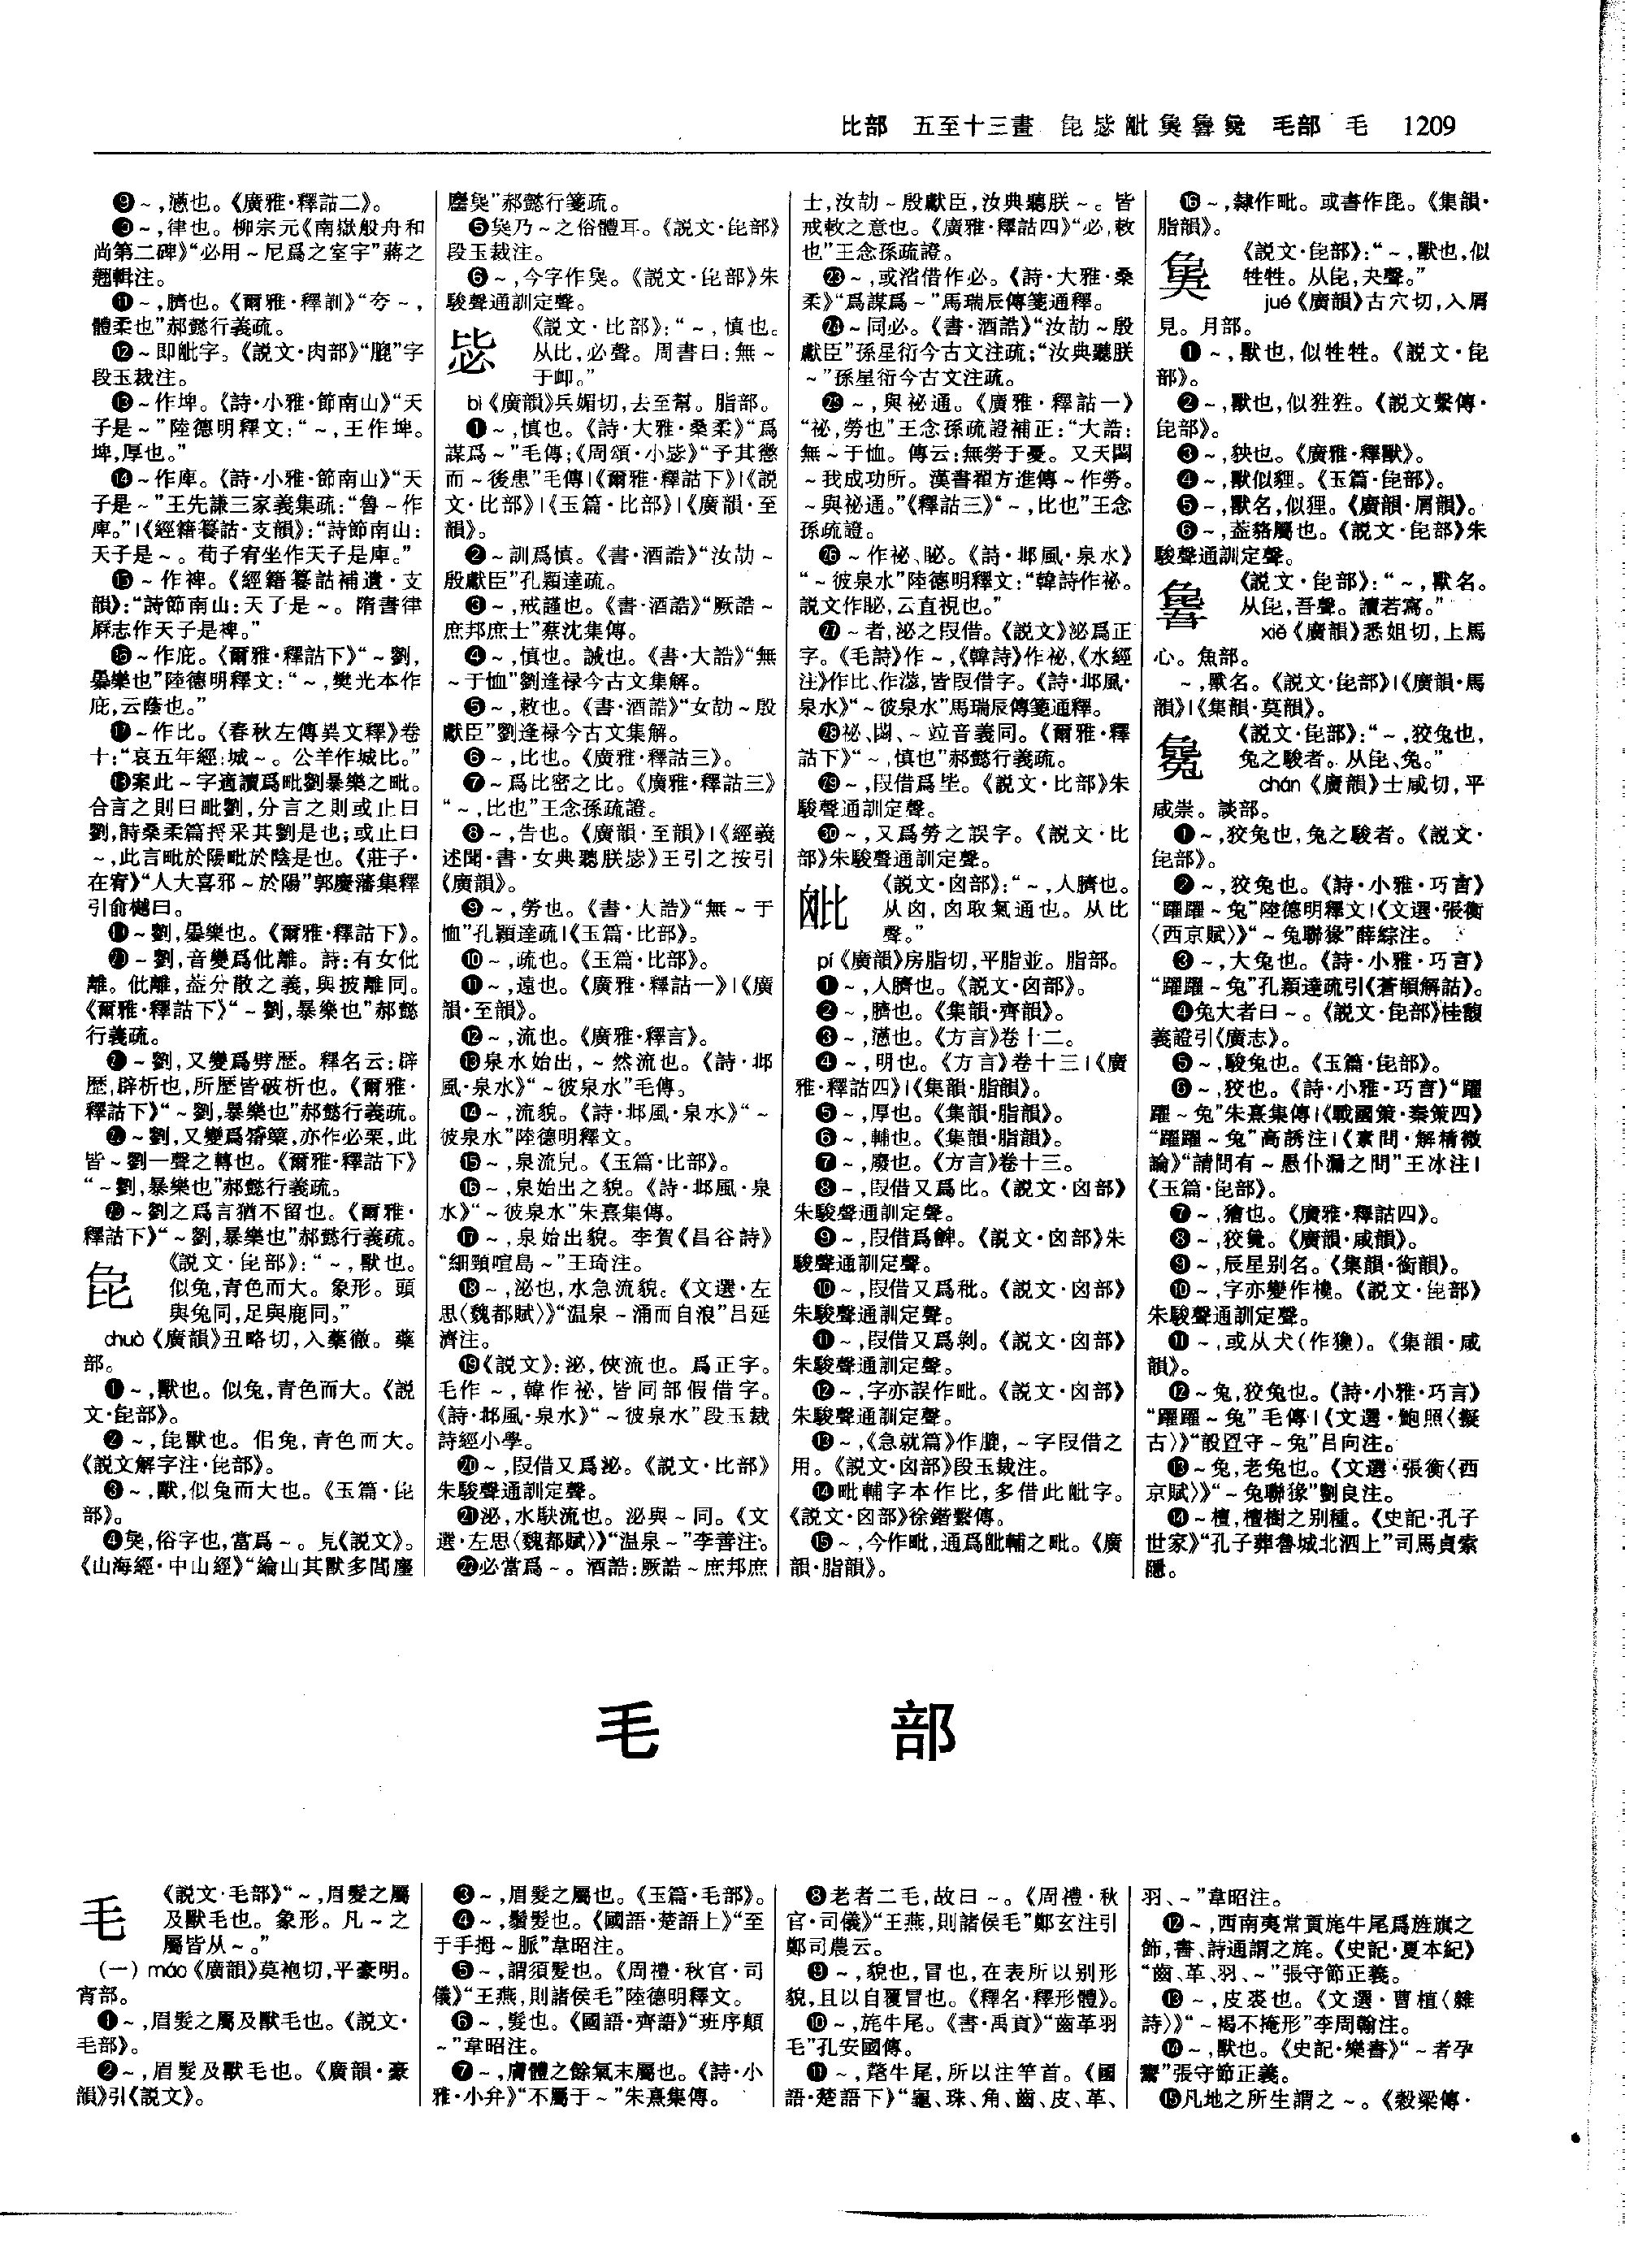 比部 五至十三畫 㲋毖毗𤟎𪕽毚 毛部 毛 1209
❾~,懣也。《廣雅·釋詁二》。
❿~,律也。柳宗元《南嶽般舟和
尚第二碑》“必用~尼爲之室宇”蔣之
翹輯注。
⓫~,臍也。《爾雅·釋訓》“夸~,
體柔也”郝懿行義疏。
⓬~即毗字。《説文·肉部》“膍”字
段玉裁注。
⓭~作埤。《詩·小雅·節南山》“天
子是~”陸德明釋文:“~,王作埤。
埤,厚也。”
⓮~作庳。《詩·小雅·節南山》“天
子是~”王先謙三家義集疏:“魯~作
庳。”|《經籍籑詁·支韻》:“詩節南山:
天子是~。荀子宥坐作天子是庳。”
⓯~作裨。《經籍籑詁補遺·支
韻》:“詩節南山:天了是~。隋書律
厤志作天子是裨。”
⓰~作庇。《爾雅·釋詁下》“~劉,
㬥樂也”陸德明釋文:“~,樊光本作
庇,云蔭也。”
⓱~作比。《春秋左傳異文釋》卷
十:“哀五年經:城~。公羊作城比。”
⓲案此~字適讀爲毗劉暴樂之毗。
合言之則曰毗劉,分言之則或止曰
劉,詩桑柔篇捋采其劉是也;或止曰
~,此言毗於陽毗於陰是也。《莊子·
在宥》“人大喜邪~於陽”郭慶藩集釋
引俞樾曰。
⓳~劉,㬥樂也。《爾雅·釋詁下》。
⓴~劉,音變爲仳離。詩:有女仳
離。仳離,葢分散之義,與披離同。
《爾雅·釋詁下》“~劉,暴樂也”郝懿
行義疏。
㉑~劉,又變爲劈歷。釋名云:辟
歷,辟析也,所歷皆破析也。《爾雅·
釋詁下》“~劉,暴樂也”郝懿行義疏。
㉒~劉,又變爲觱篥,亦作必栗,此
皆~劉一聲之轉也。《爾雅·釋詁下》
“~劉,暴樂也”郝懿行義疏。
㉓~劉之爲言猶不留也。《爾雅·
釋詁下》“~劉,暴樂也”郝懿行義疏。
㲋
《説文·㲋部》:“~,獸也。
似兔,青色而大。象形。頭
與兔同,足與鹿同。”
chuò《廣韻》丑略切,入藥徹。藥
部。
❶~,獸也。似兔,青色而大。《説
文·㲋部》。
❷~,㲋獸也。佀兔,青色而大。
《説文解字注·㲋部》。
❸~,獸,似兔而大也。《玉篇·㲋
部》。
❹㚟,俗字也,當爲~。見《説文》。
《山海經·中山經》“綸山其獸多閭麈
麈㚟”郝懿行箋疏。
❺㚟乃~之俗體耳。《説文·㲋部》
段玉裁注。
❻~,今字作㚟。《説文·㲋部》朱
駿聲通訓定聲。
毖
《説文·比部》:“~,慎也。
从比,必聲。周書曰:無~
于卹。”
bì《廣韻》兵媚切,去至幫。脂部。
❶~,慎也。《詩·大雅·桑柔》“爲
謀爲~”毛傳;《周頌·小毖》“予其懲
而~後患”毛傳|《爾雅·釋詁下》|《説
文·比部》|《玉篇·比部》|《廣韻·至
韻》。
❷~訓爲慎。《書·酒誥》“汝劼~
殷獻臣”孔穎達疏。
❸~,戒謹也。《書·酒誥》“厥誥~
庶邦庶士”蔡沈集傳。
❹~,慎也。誠也。《書·大誥》“無
~于恤”劉逢禄今古文集解。
❺~,敕也。《書·酒誥》“女劼~殷
獻臣”劉逢禄今古文集解。
❻~,比也。《廣雅·釋詁三》。
❼~爲比密之比。《廣雅·釋詁三》
“~,比也”王念孫疏證。
❽~,告也。《廣韻·至韻》|《經義
述聞·書·女典聽朕毖》王引之按引
《廣韻》。
❾~,勞也。《書·大誥》“無~于
恤”孔穎達疏|《玉篇·比部》。
❿~,疏也。《玉篇·比部》。
⓫~,遠也。《廣雅·釋詁一》|《廣
韻·至韻》。
⓬~,流也。《廣雅·釋言》。
⓭泉水始出,~然流也。《詩·邶
風·泉水》“~彼泉水”毛傳。
⓮~,流貌。《詩·邶風·泉水》“~
彼泉水”陸德明釋文。
⓯~,泉流皃。《玉篇·比部》。
⓰~,泉始出之貌。《詩·邶風·泉
水》“~彼泉水”朱熹集傳。
⓱~,泉始出貌。李賀《昌谷詩》
“細頸喧島~”王琦注。
⓲~,泌也,水急流貌。《文選·左
思〈魏都賦〉》“温泉~涌而自浪”吕延
濟注。
⓳《説文》:泌,俠流也。爲正字。
毛作~,韓作祕,皆同部假借字。
《詩·邶風·泉水》“~彼泉水”段玉裁
詩經小學。
⓴~,叚借又爲泌。《説文·比部》
朱駿聲通訓定聲。
㉑泌,水駃流也。泌與~同。《文
選·左思〈魏都賦〉》“温泉~”李善注。
㉒必當爲~。酒誥:厥誥~庶邦庶
士,汝劼~殷獻臣,汝典聽朕~。皆
戒敕之意也。《廣雅·釋詁四》“必,敕
也”王念孫疏證。
㉓~,或渻借作必。《詩·大雅·桑
柔》“爲謀爲~”馬瑞辰傳箋通釋。
㉔~同必。《書·酒誥》“汝劼~殷
獻臣”孫星衍今古文注疏;“汝典聽朕
~”孫星衍今古文注疏。
㉕~,與祕通。《廣雅·釋詁一》
“祕,勞也”王念孫疏證補正:“大誥:
無~于恤。傳云:無勞于憂。又天閟
~我成功所。漢書翟方進傳~作勞。
~與祕通。”《釋詁三》“~,比也”王念
孫疏證。
㉖~作祕、䀣。《詩·邶風·泉水》
“~彼泉水”陸德明釋文:“韓詩作祕。
説文作䀣,云直視也。”
㉗~者,泌之叚借。《説文》泌爲正
字。《毛詩》作~,《韓詩》作祕,《水經
注》作比、作淴,皆叚借字。《詩·邶風·
泉水》“~彼泉水”馬瑞辰傳箋通釋。
㉘祕、閟、~竝音義同。《爾雅·釋
詁下》“~,慎也”郝懿行義疏。
㉙~,叚借爲坒。《説文·比部》朱
駿聲通訓定聲。
㉚~,又爲勞之誤字。《説文·比
部》朱駿聲通訓定聲。
《説文·囟部》:“~,人臍也。
从囟,囟取氣通也。从比
聲。”
pí《廣韻》房脂切,平脂並。脂部。
❶~,人臍也。《説文·囟部》。
❷~,臍也。《集韻·齊韻》。
❸~,懣也。《方言》卷十二。
❹~,明也。《方言》卷十三|《廣
雅·釋詁四》|《集韻·脂韻》。
❺~,厚也。《集韻·脂韻》。
❻~,輔也。《集韻·脂韻》。
❼~,廢也。《方言》卷十三。
❽~,叚借又爲比。《説文·囟部》
朱駿聲通訓定聲。
❾~,叚借爲諀。《説文·囟部》朱
駿聲通訓定聲。
❿~,叚借又爲秕。《説文·囟部》
朱駿聲通訓定聲。
⓫~,叚借又爲剝。《説文·囟部》
朱駿聲通訓定聲。
⓬~,字亦誤作毗。《説文·囟部》
朱駿聲通訓定聲。
⓭~,《急就篇》作膍,~字叚借之
用。《説文·囟部》段玉裁注。
⓮毗輔字本作比,多借此毗字。
《説文·囟部》徐鍇繫傳。
⓯~,今作毗,通爲毗輔之毗。《廣
韻·脂韻》。
⓰~,隸作毗。或書作毘。《集韻·
脂韻》。
《説文·㲋部》:“~,獸也,似
牲牲。从㲋,夬聲。”
jué《廣韻》古穴切,入屑
見。月部。
❶~,獸也,似牲牲。《説文·㲋
部》。
❷~,獸也,似狌狌。《説文繫傳·
㲋部》。
❸~,狹也。《廣雅·釋獸》。
❹~,獸似貍。《玉篇·㲋部》。
❺~,獸名,似狸。《廣韻·屑韻》。
❻~,葢貉屬也。《説文·㲋部》朱
駿聲通訓定聲。
《説文·㲋部》:“~,獸名。
从㲋,吾聲。讀若寫。”
xiě《廣韻》悉姐切,上馬
心。魚部。
~,獸名。《説文·㲋部》|《廣韻·馬
韻》|《集韻·莫韻》。
毚
《説文·㲋部》:“~,狡兔也,
兔之駿者。从㲋、兔。”
chán《廣韻》士咸切,平
咸崇。談部。
❶~,狡兔也,兔之駿者。《説文·
㲋部》。
❷~,狡兔也。《詩·小雅·巧言》
“躍躍~兔”陸德明釋文|《文選·張衡
〈西京賦〉》“~兔聯猭”薛綜注。
❸~,大兔也。《詩·小雅·巧言》
“躍躍~兔”孔穎達疏引《蒼頡解詁》。
❹兔大者曰~。《説文·㲋部》桂馥
義證引《廣志》。
❺~,駿兔也。《玉篇·㲋部》。
❻~,狡也。《詩·小雅·巧言》“躍
躍~兔”朱熹集傳|《戰國策·秦策四》
“躍躍~兔”高誘注|《素問·解精微
論》“請問有~愚仆漏之問”王冰注|
《玉篇·㲋部》。
❼~,獪也。《廣雅·釋詁四》。
❽~,狡毚。《廣韻·咸韻》。
❾~,辰星别名。《集韻·銜韻》。
❿~,字亦變作欃。《説文·㲋部》
朱駿聲通訓定聲。
⓫~,或从犬(作獑)。《集韻·咸
韻》。
⓬~兔,狡兔也。《詩·小雅·巧言》
“躍躍~兔”毛傳|《文選·鮑照〈擬
古〉》“設罝守~兔”吕向注。
⓭~兔,老兔也。《文選·張衡〈西
京賦〉》“~兔聯猭”劉良注。
⓮~檀,檀樹之别種。《史記·孔子
世家》“孔子葬魯城北泗上”司馬貞索
隱。
毛 部
毛
《説文·毛部》“~,眉髮之屬
及獸毛也。象形。凡~之
屬皆从~。”
(一) máo《廣韻》莫袍切,平豪明。
宵部。
❶~,眉髮之屬及獸毛也。《説文·
毛部》。
❷~,眉髮及獸毛也。《廣韻·豪
韻》引《説文》。
❸~,眉髮之屬也。《玉篇·毛部》。
❹~,鬢髮也。《國語·楚語上》“至
于手拇~脈”韋昭注。
❺~,謂須髮也。《周禮·秋官·司
儀》“王燕,則諸侯毛”陸德明釋文。
❻~,髮也。《國語·齊語》“班序顛
~”韋昭注。
❼~,膚體之餘氣末屬也。《詩·小
雅·小弁》“不屬于~”朱熹集傳。
❽老者二毛,故曰~。《周禮·秋
官·司儀》“王燕,則諸侯毛”鄭玄注引
鄭司農云。
❾~,貌也,冒也,在表所以别形
貌,且以自覆冒也。《釋名·釋形體》。
❿~,旄牛尾。《書·禹貢》“齒革羽
毛”孔安國傳。
⓫~,氂牛尾,所以注竿首。《國
語·楚語下》“龜、珠、角、齒、皮、革、
羽、~”韋昭注。
⓬~,西南夷常貢旄牛尾爲旌旗之
飾,書、詩通謂之旄。《史記·夏本紀》
“齒、革、羽、~”張守節正義。
⓭~,皮裘也。《文選·曹植〈雜
詩〉》“~褐不掩形”李周翰注。
⓮~,獸也。《史記·樂書》“~者孕
鬻”張守節正義。
⓯凡地之所生謂之~。《穀梁傳·